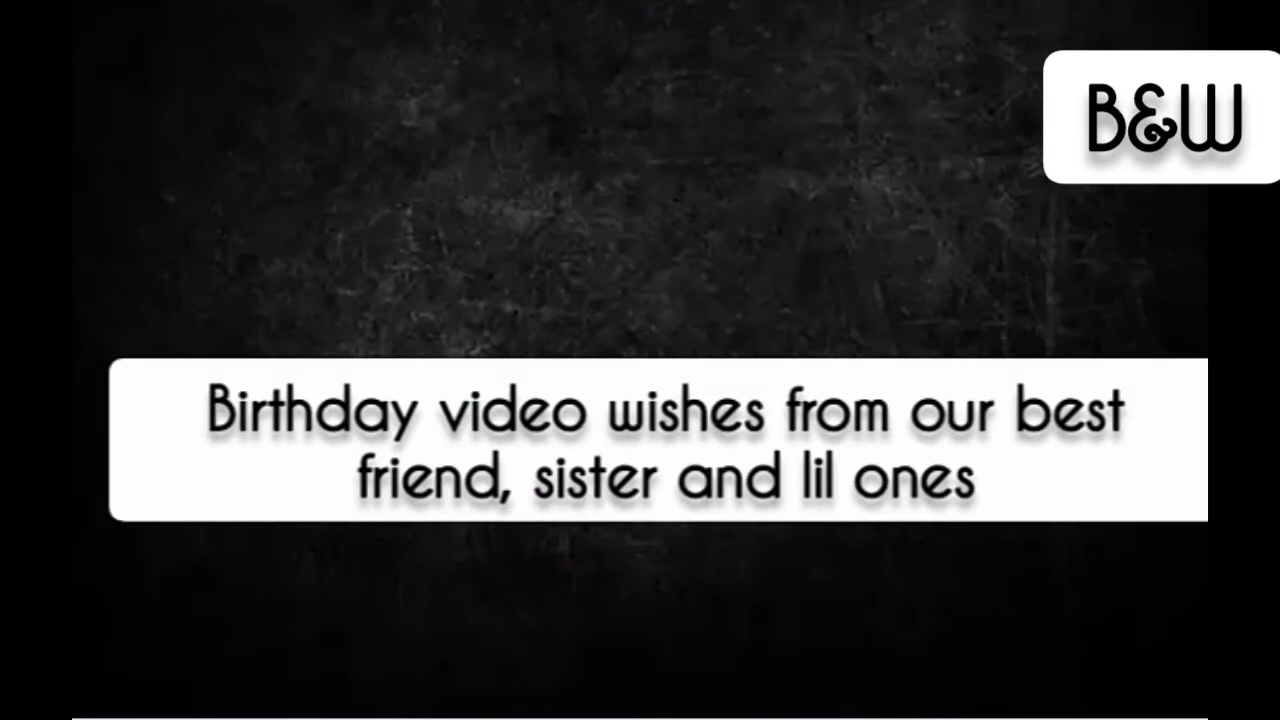 B&W
Birthday video wishes from our best
friend, sister and lil ones